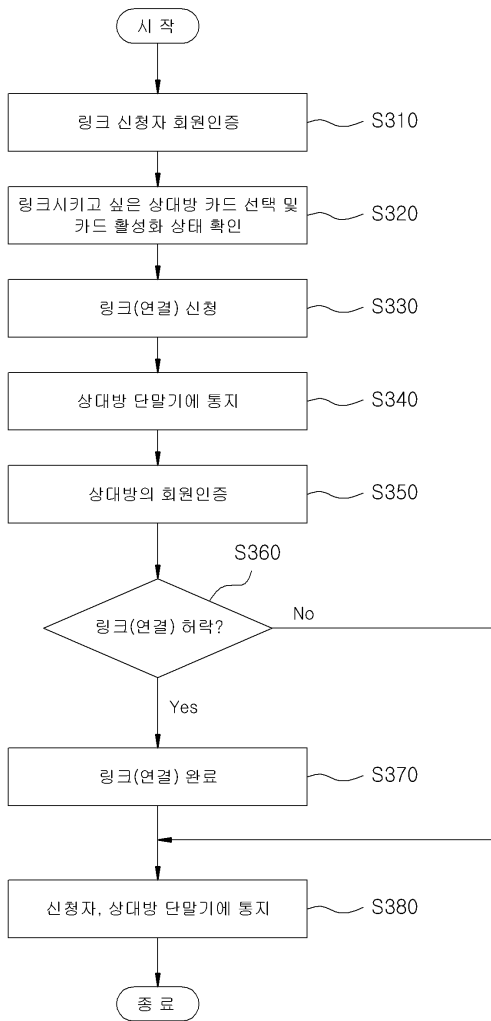 시 작
링크 신청자 회원인증
S310
링크시키고 싶은 상대방 카드 선택 및
카드 활성화 상태 확인
S320
링크(연결) 신청
S330
상대방 단말기에 통지
S340
상대방의 회원인증
S350
S360
링크(연결) 허락?
No
Yes
링크(연결) 완료
S370
신청자, 상대방 단말기에 통지
S380
종 료